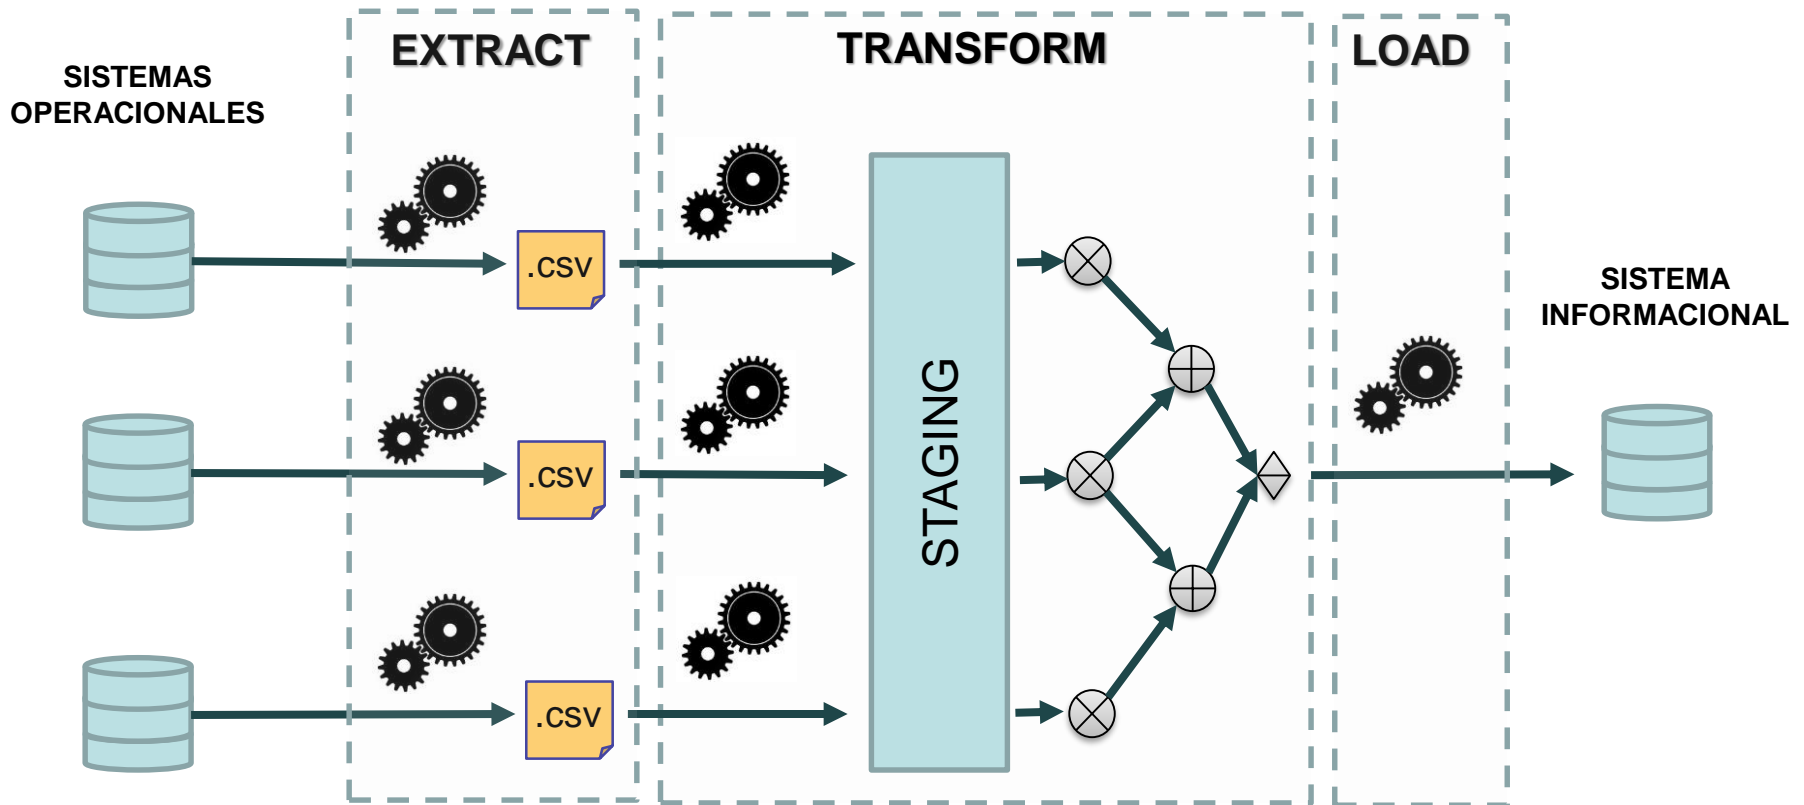 SISTEMAS
OPERACIONALES
EXTRACT
TRANSFORM
LOAD
.csv
.csv
.csv
STAGING
SISTEMA
INFORMACIONAL